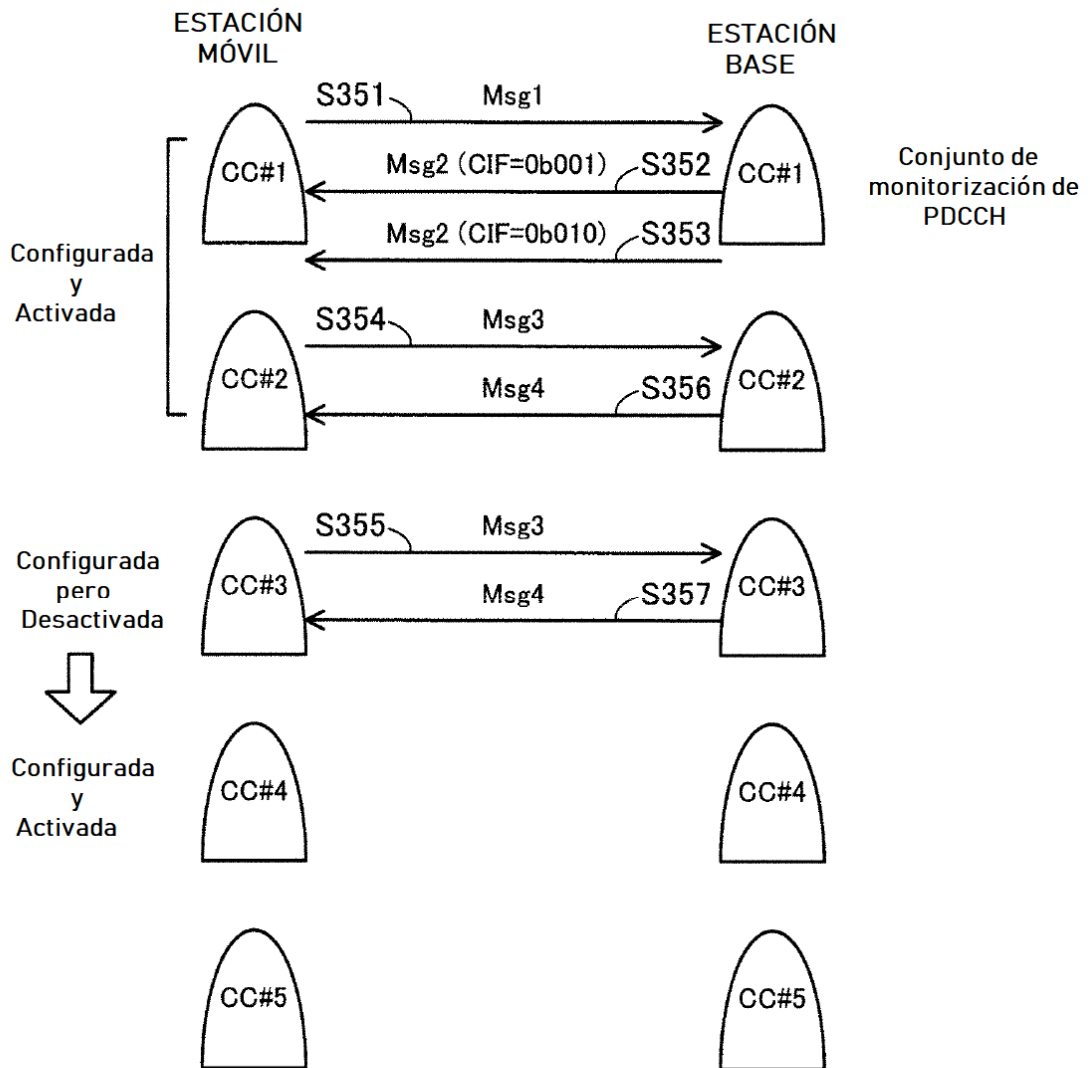 ESTACIÓN
MÓVIL
ESTACIÓN
BASE
S351
Msg1
CC#1
CC#1
Msg2 (CIF=0b001)
S352
Conjunto de
monitorización de
PDCCH
Msg2 (CIF=0b010)
S353
Configurada
y
Activada
S354
Msg3
CC#2
CC#2
Msg4
S356
S355
Msg3
Configurada
pero
Desactivada
CC#3
CC#3
Msg4
S357
Configurada
y
Activada
CC#4
CC#4
CC#5
CC#5